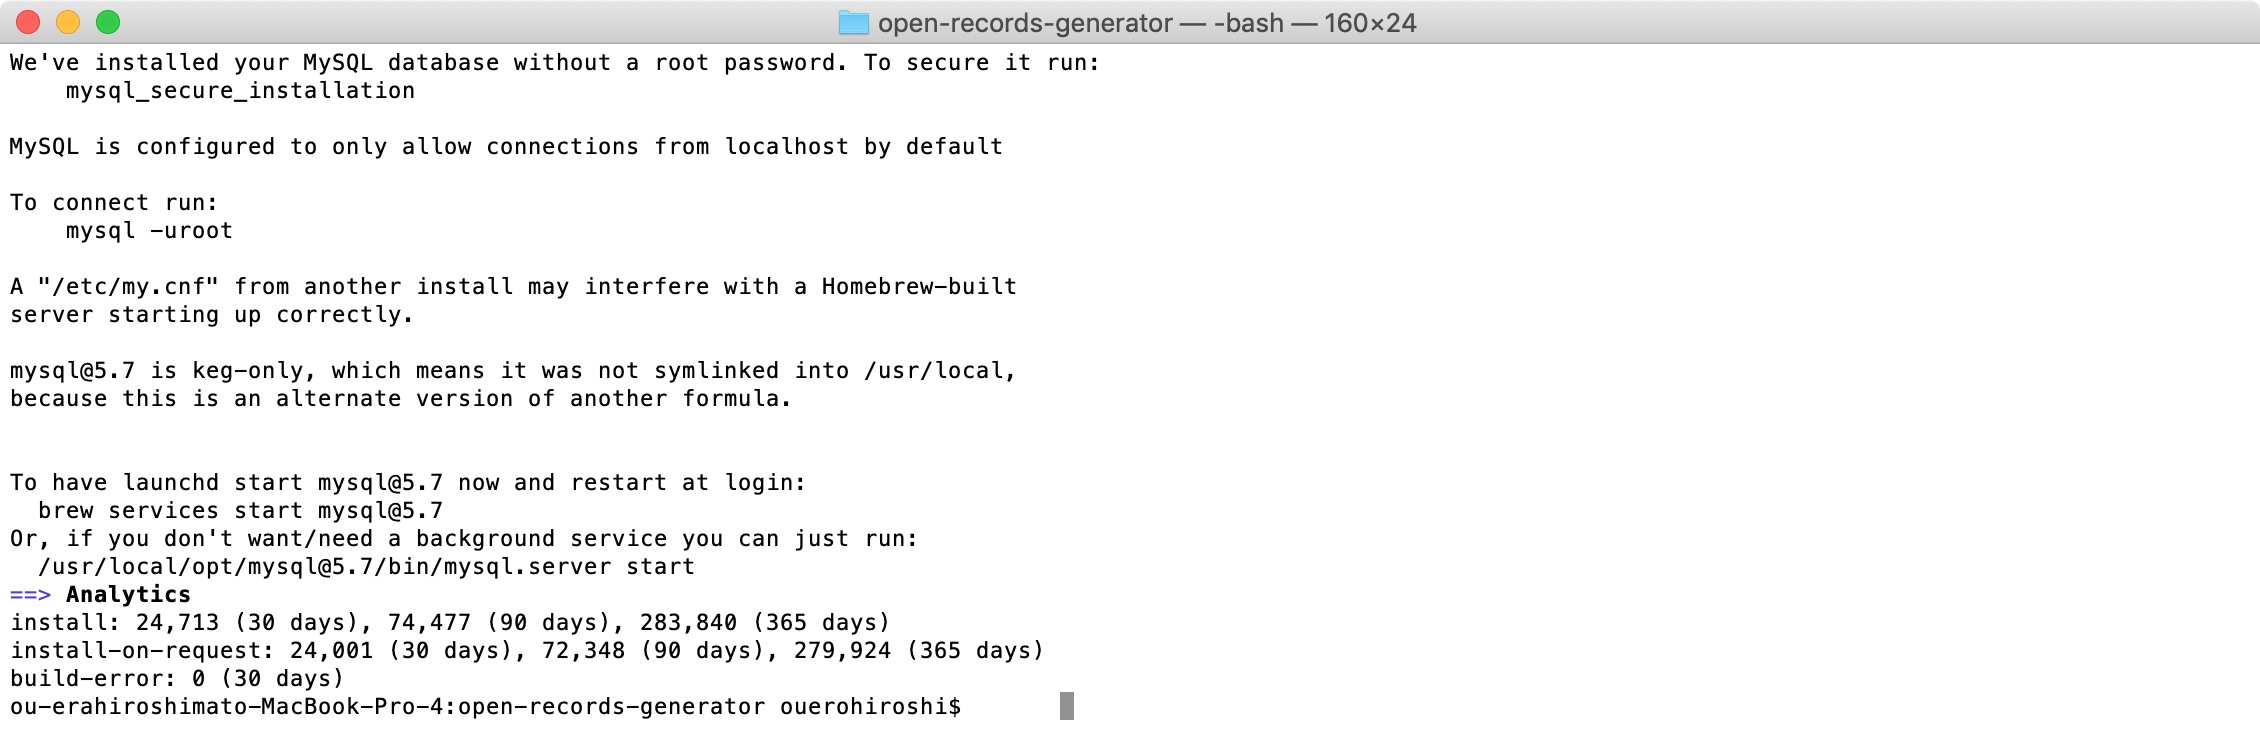 open-records-generator — -bash — 160×24
We've installed your MySQL database without a root password. To secure it run:
    mysql_secure_installation

MySQL is configured to only allow connections from localhost by default

To connect run:
    mysql -uroot

A "/etc/my.cnf" from another install may interfere with a Homebrew-built
server starting up correctly.

mysql@5.7 is keg-only, which means it was not symlinked into /usr/local,
because this is an alternate version of another formula.


To have launchd start mysql@5.7 now and restart at login:
  brew services start mysql@5.7
Or, if you don't want/need a background service you can just run:
  /usr/local/opt/mysql@5.7/bin/mysql.server start
==> Analytics
install: 24,713 (30 days), 74,477 (90 days), 283,840 (365 days)
install-on-request: 24,001 (30 days), 72,348 (90 days), 279,924 (365 days)
build-error: 0 (30 days)
ou-erahiroshimato-MacBook-Pro-4:open-records-generator ouerohiroshi$